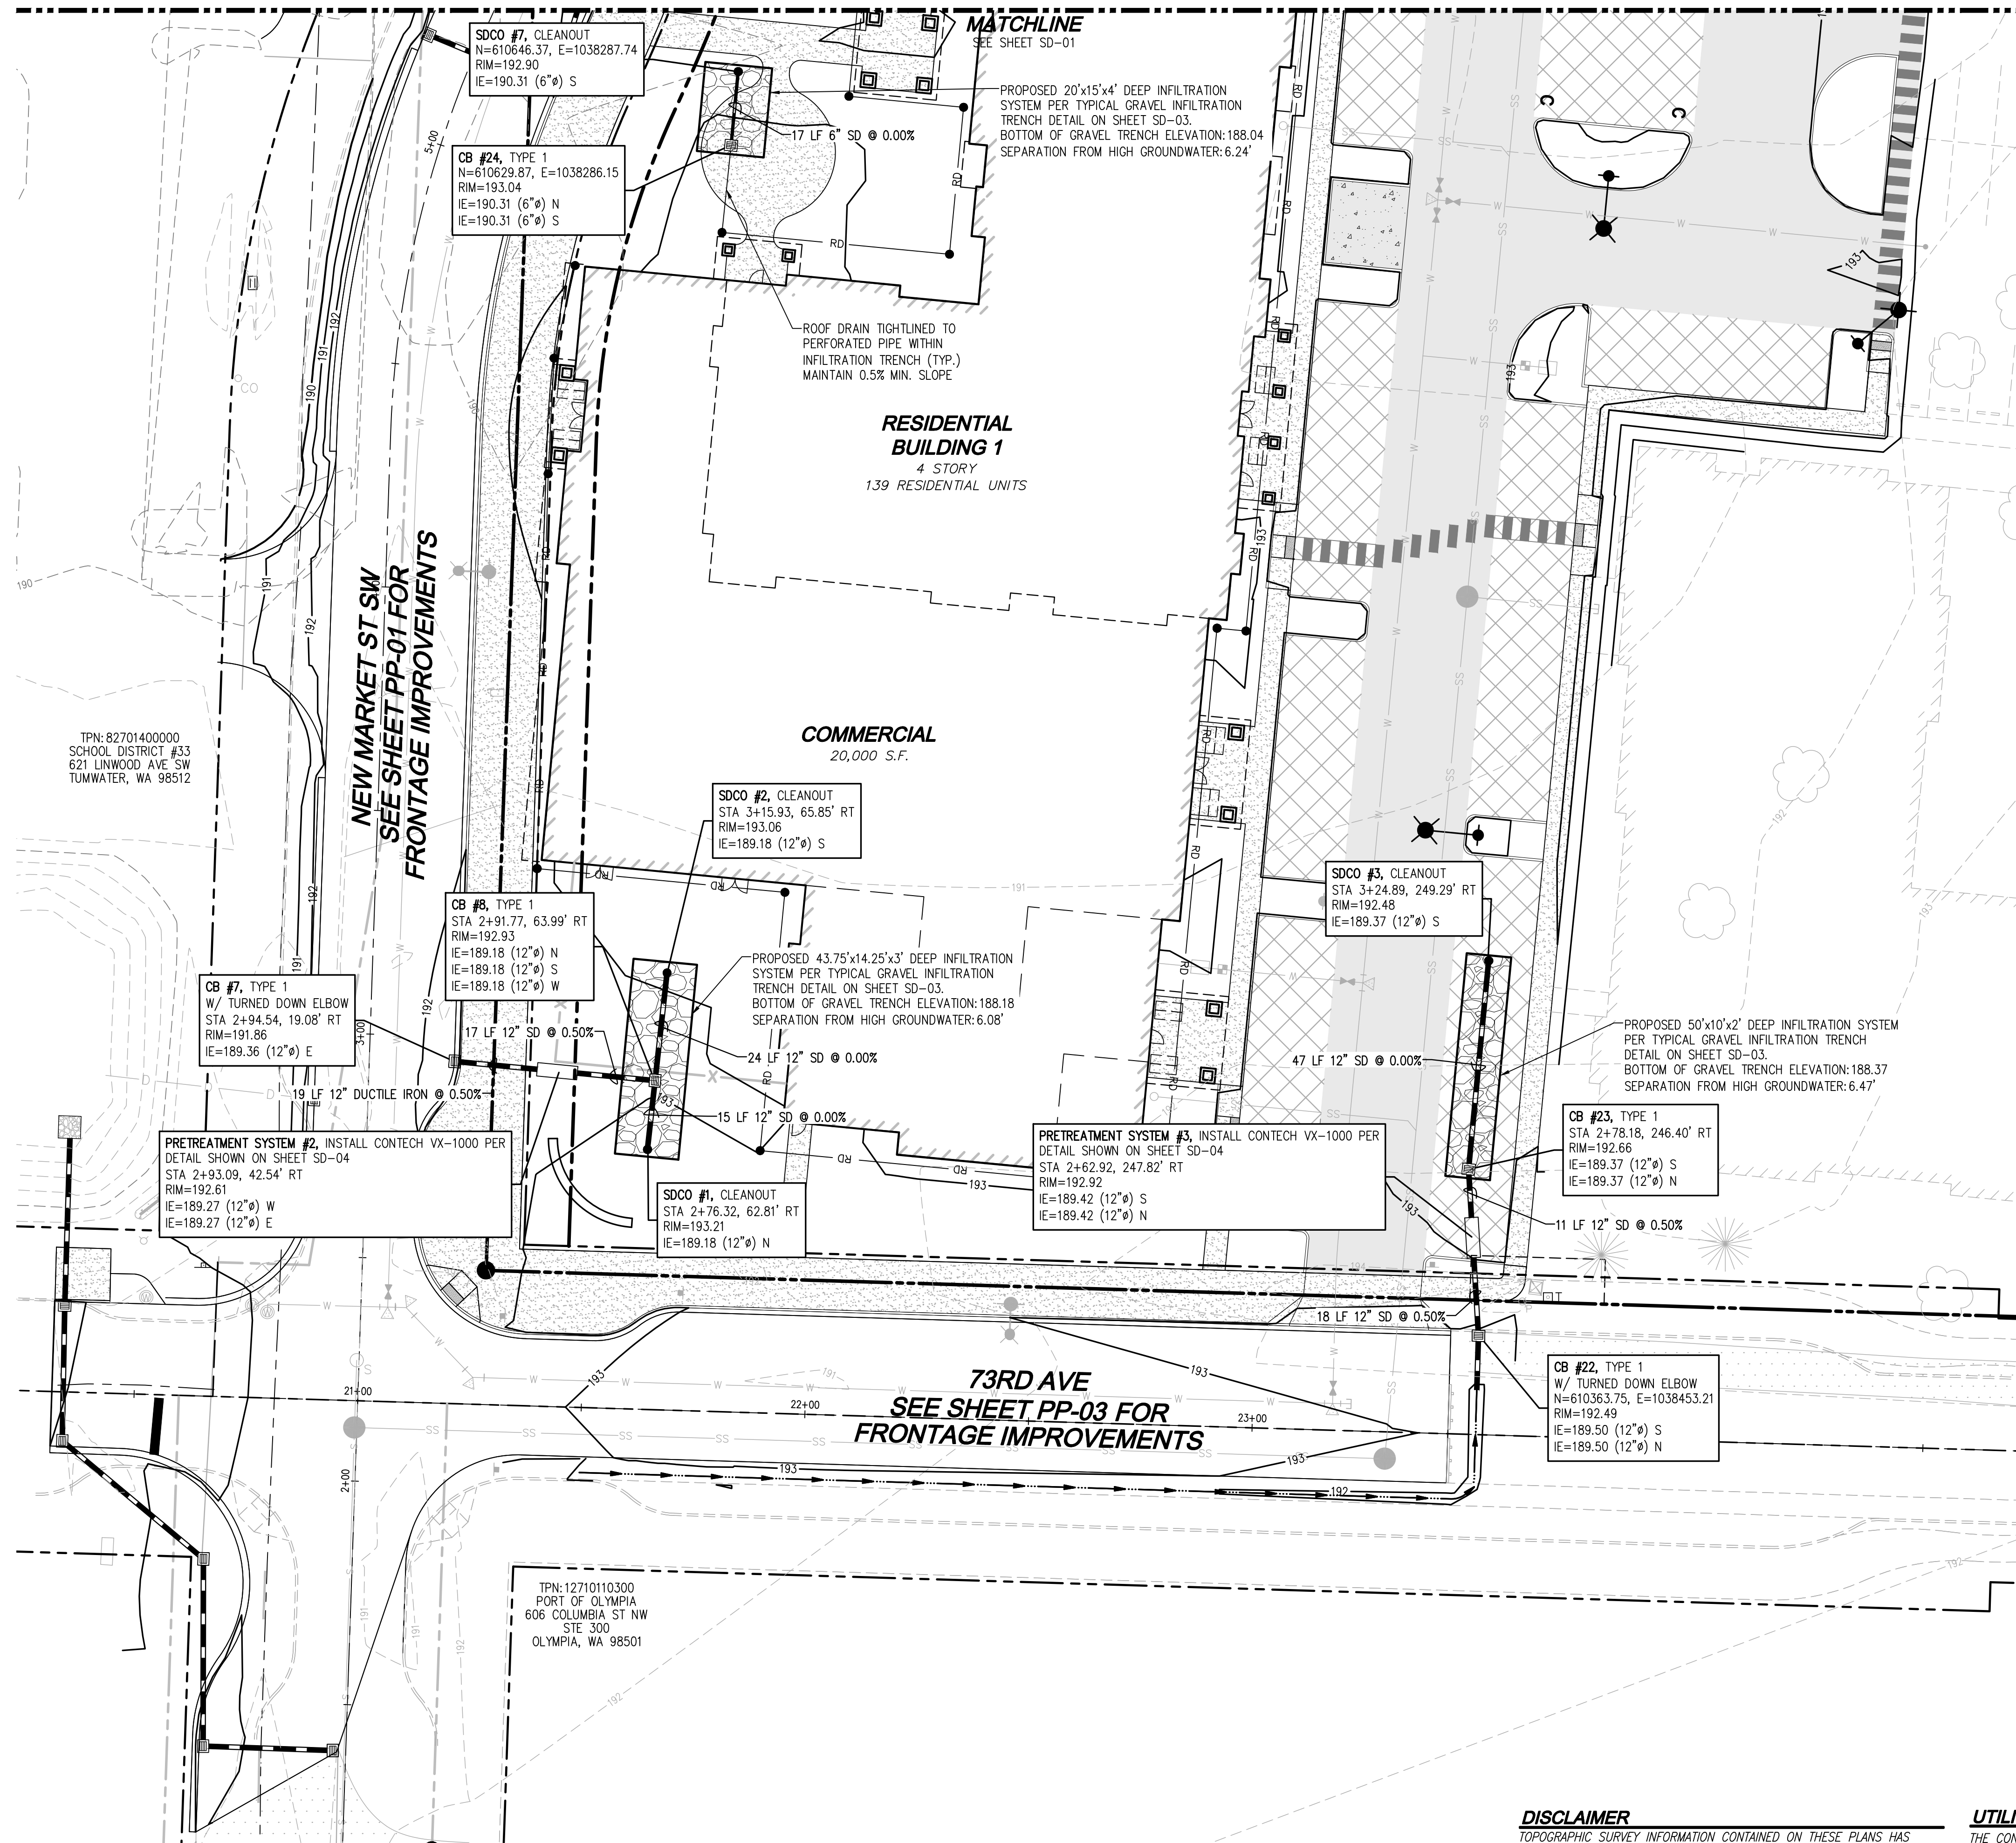 MATCHLINE
SEE SHEET SD-01
SDCO #7, CLEANOUT
N=610646.37, E=1038287.74
RIM=192.90
IE=190.31 (6"ø) S
PROPOSED 20'x15'x4' DEEP INFILTRATION
SYSTEM PER TYPICAL GRAVEL INFILTRATION
TRENCH DETAIL ON SHEET SD-03.
BOTTOM OF GRAVEL TRENCH ELEVATION:188.04
SEPARATION FROM HIGH GROUNDWATER:6.24'
17 LF 6" SD @ 0.00%
CB #24, TYPE 1
N=610629.87, E=1038286.15
RIM=193.04
IE=190.31 (6"ø) N
IE=190.31 (6"ø) S
5+00
ROOF DRAIN TIGHTLINED TO
PERFORATED PIPE WITHIN
INFILTRATION TRENCH (TYP.)
MAINTAIN 0.5% MIN. SLOPE
RESIDENTIAL
BUILDING 1
4 STORY
139 RESIDENTIAL UNITS
NEW MARKET ST SW
SEE SHEET PP-01 FOR
FRONTAGE IMPROVEMENTS
TPN:82701400000
SCHOOL DISTRICT #33
621 LINWOOD AVE SW
TUMWATER, WA 98512
COMMERCIAL
20,000 S.F.
SDCO #2, CLEANOUT
STA 3+15.93, 65.85' RT
RIM=193.06
IE=189.18 (12"ø) S
SDCO #3, CLEANOUT
STA 3+24.89, 249.29' RT
RIM=192.48
IE=189.37 (12"ø) S
CB #8, TYPE 1
STA 2+91.77, 63.99' RT
RIM=192.93
IE=189.18 (12"ø) N
IE=189.18 (12"ø) S
IE=189.18 (12"ø) W
PROPOSED 43.75'x14.25'x3' DEEP INFILTRATION
SYSTEM PER TYPICAL GRAVEL INFILTRATION
TRENCH DETAIL ON SHEET SD-03.
BOTTOM OF GRAVEL TRENCH ELEVATION:188.18
SEPARATION FROM HIGH GROUNDWATER:6.08'
CB #7, TYPE 1
W/ TURNED DOWN ELBOW
STA 2+94.54, 19.08' RT
RIM=191.86
IE=189.36 (12"ø) E
3+00
17 LF 12" SD @ 0.50%
24 LF 12" SD @ 0.00%
47 LF 12" SD @ 0.00%
PROPOSED 50'x10'x2' DEEP INFILTRATION SYSTEM
PER TYPICAL GRAVEL INFILTRATION TRENCH
DETAIL ON SHEET SD-03.
BOTTOM OF GRAVEL TRENCH ELEVATION:188.37
SEPARATION FROM HIGH GROUNDWATER:6.47'
19 LF 12" DUCTILE IRON @ 0.50%
15 LF 12" SD @ 0.00%
CB #23, TYPE 1
STA 2+78.18, 246.40' RT
RIM=192.66
IE=189.37 (12"ø) S
IE=189.37 (12"ø) N
PRETREATMENT SYSTEM #2, INSTALL CONTECH VX-1000 PER
DETAIL SHOWN ON SHEET SD-04
STA 2+93.09, 42.54' RT
RIM=192.61
IE=189.27 (12"ø) W
IE=189.27 (12"ø) E
PRETREATMENT SYSTEM #3, INSTALL CONTECH VX-1000 PER
DETAIL SHOWN ON SHEET SD-04
STA 2+62.92, 247.82' RT
RIM=192.92
IE=189.42 (12"ø) S
IE=189.42 (12"ø) N
SDCO #1, CLEANOUT
STA 2+76.32, 62.81' RT
RIM=193.21
IE=189.18 (12"ø) N
11 LF 12" SD @ 0.50%
18 LF 12" SD @ 0.50%
CB #22, TYPE 1
W/ TURNED DOWN ELBOW
N=610363.75, E=1038453.21
RIM=192.49
IE=189.50 (12"ø) S
IE=189.50 (12"ø) N
73RD AVE
SEE SHEET PP-03 FOR
FRONTAGE IMPROVEMENTS
21+00
22+00
23+00
2+00
TPN:12710110300
PORT OF OLYMPIA
606 COLUMBIA ST NW
STE 300
OLYMPIA, WA 98501
DISCLAIMER
TOPOGRAPHIC SURVEY INFORMATION CONTAINED ON THESE PLANS HAS
UTILI
THE CON